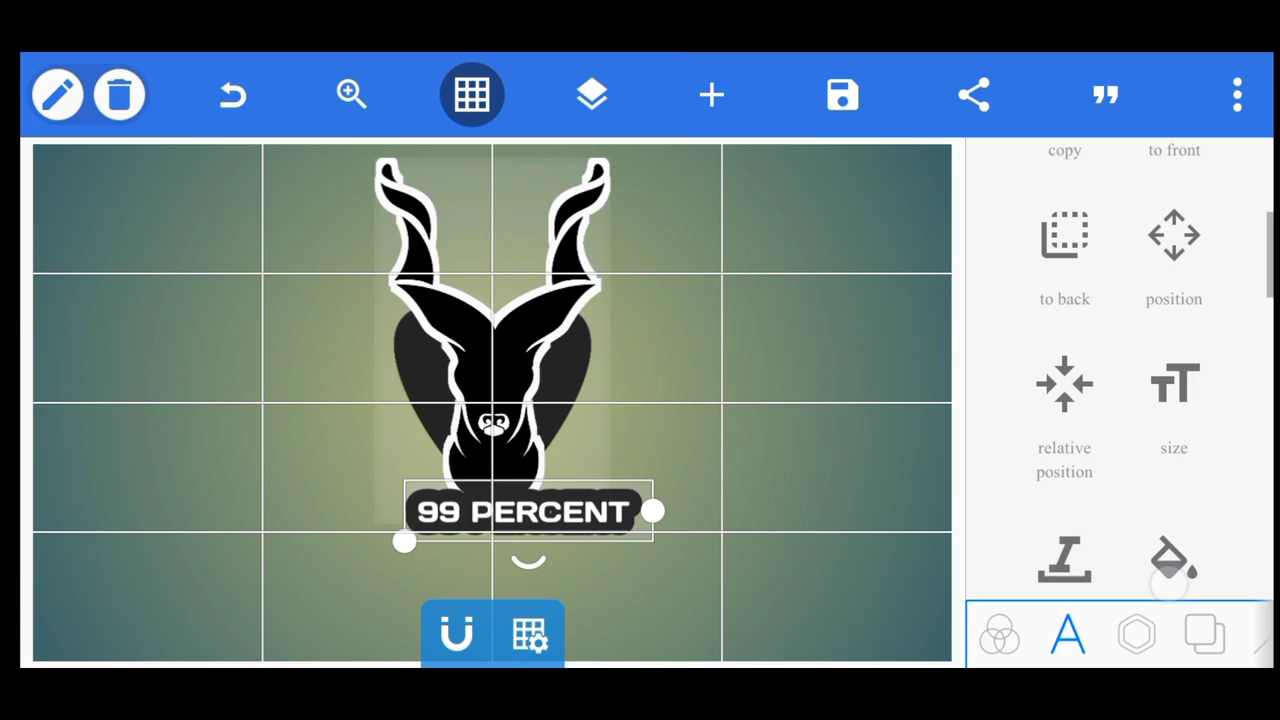 copy
to front
to back
position
relative
position
size
99 PERCENT